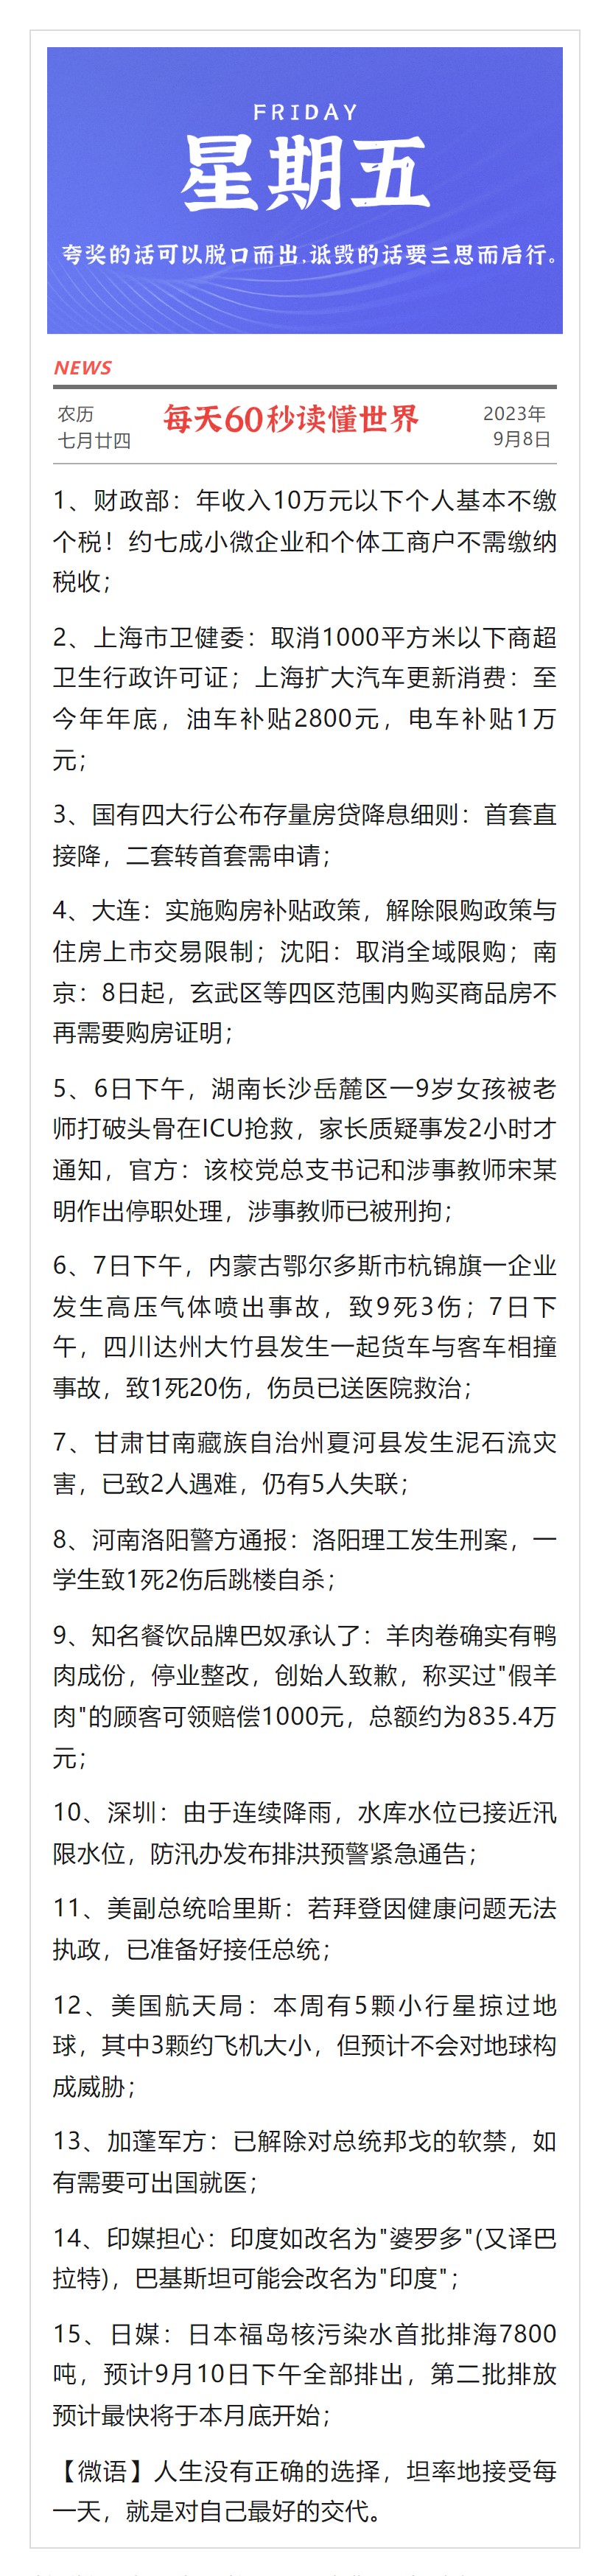 FRIDAY
星期五
夸奖的话可以脱口而出,诋毁的话要三思而后行。
NEWS
农历
七月廿四
每天60秒读懂世界
2023年
9月8日
1、财政部：年收入10万元以下个人基本不缴
个税！约七成小微企业和个体工商户不需缴纳
税收；
2、上海市卫健委：取消1000平方米以下商超
卫生行政许可证；上海扩大汽车更新消费：至
今年年底，油车补贴2800元，电车补贴1万
元；
3、国有四大行公布存量房贷降息细则：首套直
接降，二套转首套需申请；
4、大连：实施购房补贴政策，解除限购政策与
住房上市交易限制；沈阳：取消全域限购；南
京：8日起，玄武区等四区范围内购买商品房不
再需要购房证明；
5、6日下午，湖南长沙岳麓区一9岁女孩被老
师打破头骨在ICU抢救，家长质疑事发2小时才
通知，官方：该校党总支书记和涉事教师宋某
明作出停职处理，涉事教师已被刑拘；
6、7日下午，内蒙古鄂尔多斯市杭锦旗一企业
发生高压气体喷出事故，致9死3伤；7日下
午，四川达州大竹县发生一起货车与客车相撞
事故，致1死20伤，伤员已送医院救治；
7、甘肃甘南藏族自治州夏河县发生泥石流灾
害，已致2人遇难，仍有5人失联；
8、河南洛阳警方通报：洛阳理工发生刑案，一
学生致1死2伤后跳楼自杀；
9、知名餐饮品牌巴奴承认了：羊肉卷确实有鸭
肉成份，停业整改，创始人致歉，称买过"假羊
肉"的顾客可领赔偿1000元，总额约为835.4万
元；
10、深圳：由于连续降雨，水库水位已接近汛
限水位，防汛办发布排洪预警紧急通告；
11、美副总统哈里斯：若拜登因健康问题无法
执政，已准备好接任总统；
12、美国航天局：本周有5颗小行星掠过地
球，其中3颗约飞机大小，但预计不会对地球构
成威胁；
13、加蓬军方：已解除对总统邦戈的软禁，如
有需要可出国就医；
14、印媒担心：印度如改名为"婆罗多"(又译巴
拉特)，巴基斯坦可能会改名为"印度"；
15、日媒：日本福岛核污染水首批排海7800
吨，预计9月10日下午全部排出，第二批排放
预计最快将于本月底开始；
【微语】人生没有正确的选择，坦率地接受每
一天，就是对自己最好的交代。